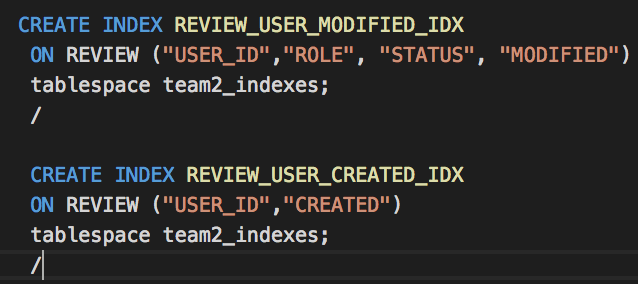 CREATE INDEX REVIEW_USER_MODIFIED_IDX
ON REVIEW ("USER_ID","ROLE", "STATUS", "MODIFIED")
tablespace team2_indexes;
/
CREATE INDEX REVIEW_USER_CREATED_IDX
ON REVIEW ("USER_ID","CREATED")
tablespace team2_indexes;
/